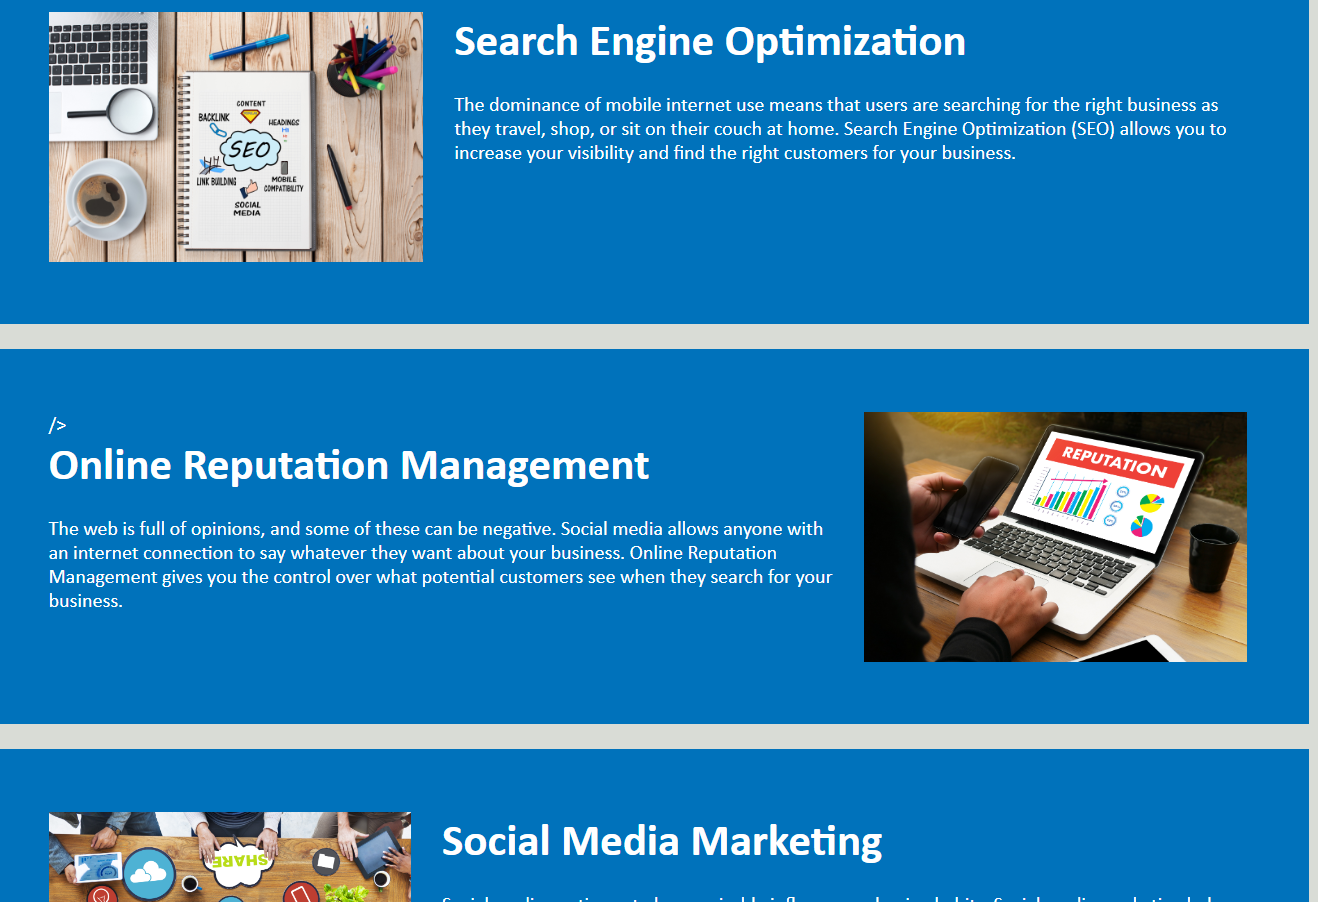 Search Engine Optimization
The dominance of mobile internet use means that users are searching for the right business as
they travel, shop, or sit on their couch at home. Search Engine Optimization (SEO) allows you to
increase your visibility and find the right customers for your business.
CONTENT
BACKLINK
HEADINGS
H1
SEO
LINK BUILDING
MOBILE
COMPATIBILITY
SOCIAL
MEDIA
/>
Online Reputation Management
The web is full of opinions, and some of these can be negative. Social media allows anyone with
an internet connection to say whatever they want about your business. Online Reputation
Management gives you the control over what potential customers see when they search for your
business.
REPUTATION
Social Media Marketing
SHARE